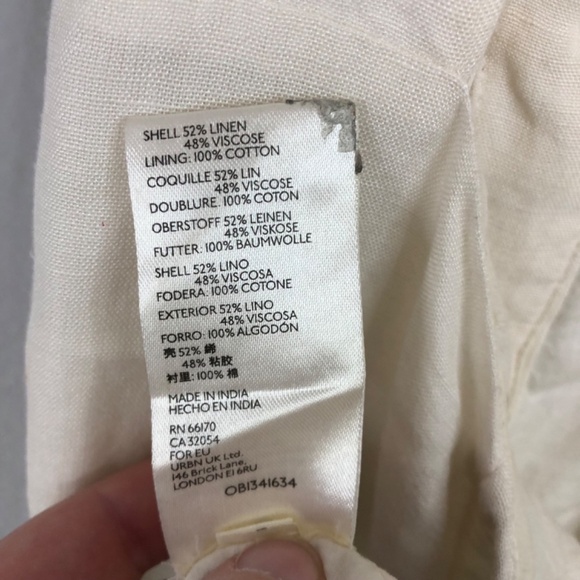 SHELL 52% LINEN
48% VISCOSE
LINING: 100% COTTON
COQUILLE 52% LIN
48% VISCOSE
DOUBLURE: 100% COTON
OBERSTOFF 52% LEINEN
48% VISKOSE
FUTTER: 100% BAUMWOLLE
SHELL 52% LINO
48% VISCOSA
FODERA: 100% COTONE
EXTERIOR 52% LINO
48% VISCOSA
FORRO: 100% ALGODÓN
壳 52% 綿
48% 粘胶
衬里: 100% 棉
MADE IN INDIA
HECHO EN INDIA
RN 66170
CA 32054
FOR EU
URBN UK Ltd.
146 Brick Lane,
LONDON E1 6RU
OB1341634